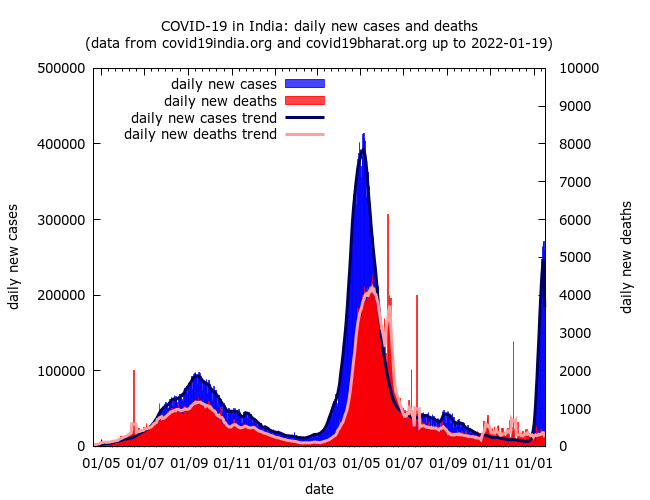 COVID-19 in India: daily new cases and deaths
(data from covid19india.org and covid19bharat.org up to 2022-01-19)
daily new cases
daily new deaths
daily new cases trend
daily new deaths trend
500000
400000
300000
200000
100000
0
daily new cases
10000
9000
8000
7000
6000
5000
4000
3000
2000
1000
0
daily new deaths
01/05 01/07 01/09 01/11 01/01 01/03 01/05 01/07 01/09 01/11 01/01
date